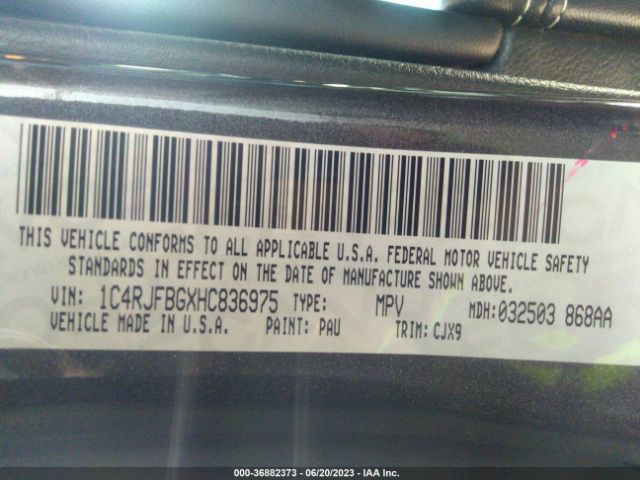 THIS VEHICLE CONFORMS TO ALL APPLICABLE U.S.A. FEDERAL MOTOR VEHICLE SAFETY
STANDARDS IN EFFECT ON THE DATE OF MANUFACTURE SHOWN ABOVE.
VIN: 1C4RJFBGXHC836975 TYPE: MPV MDH:032503 868AA
VEHICLE MADE IN U.S.A. PAINT: PAU TRIM: CJX9
000-36882373 - 06/20/2023 - IAA Inc.